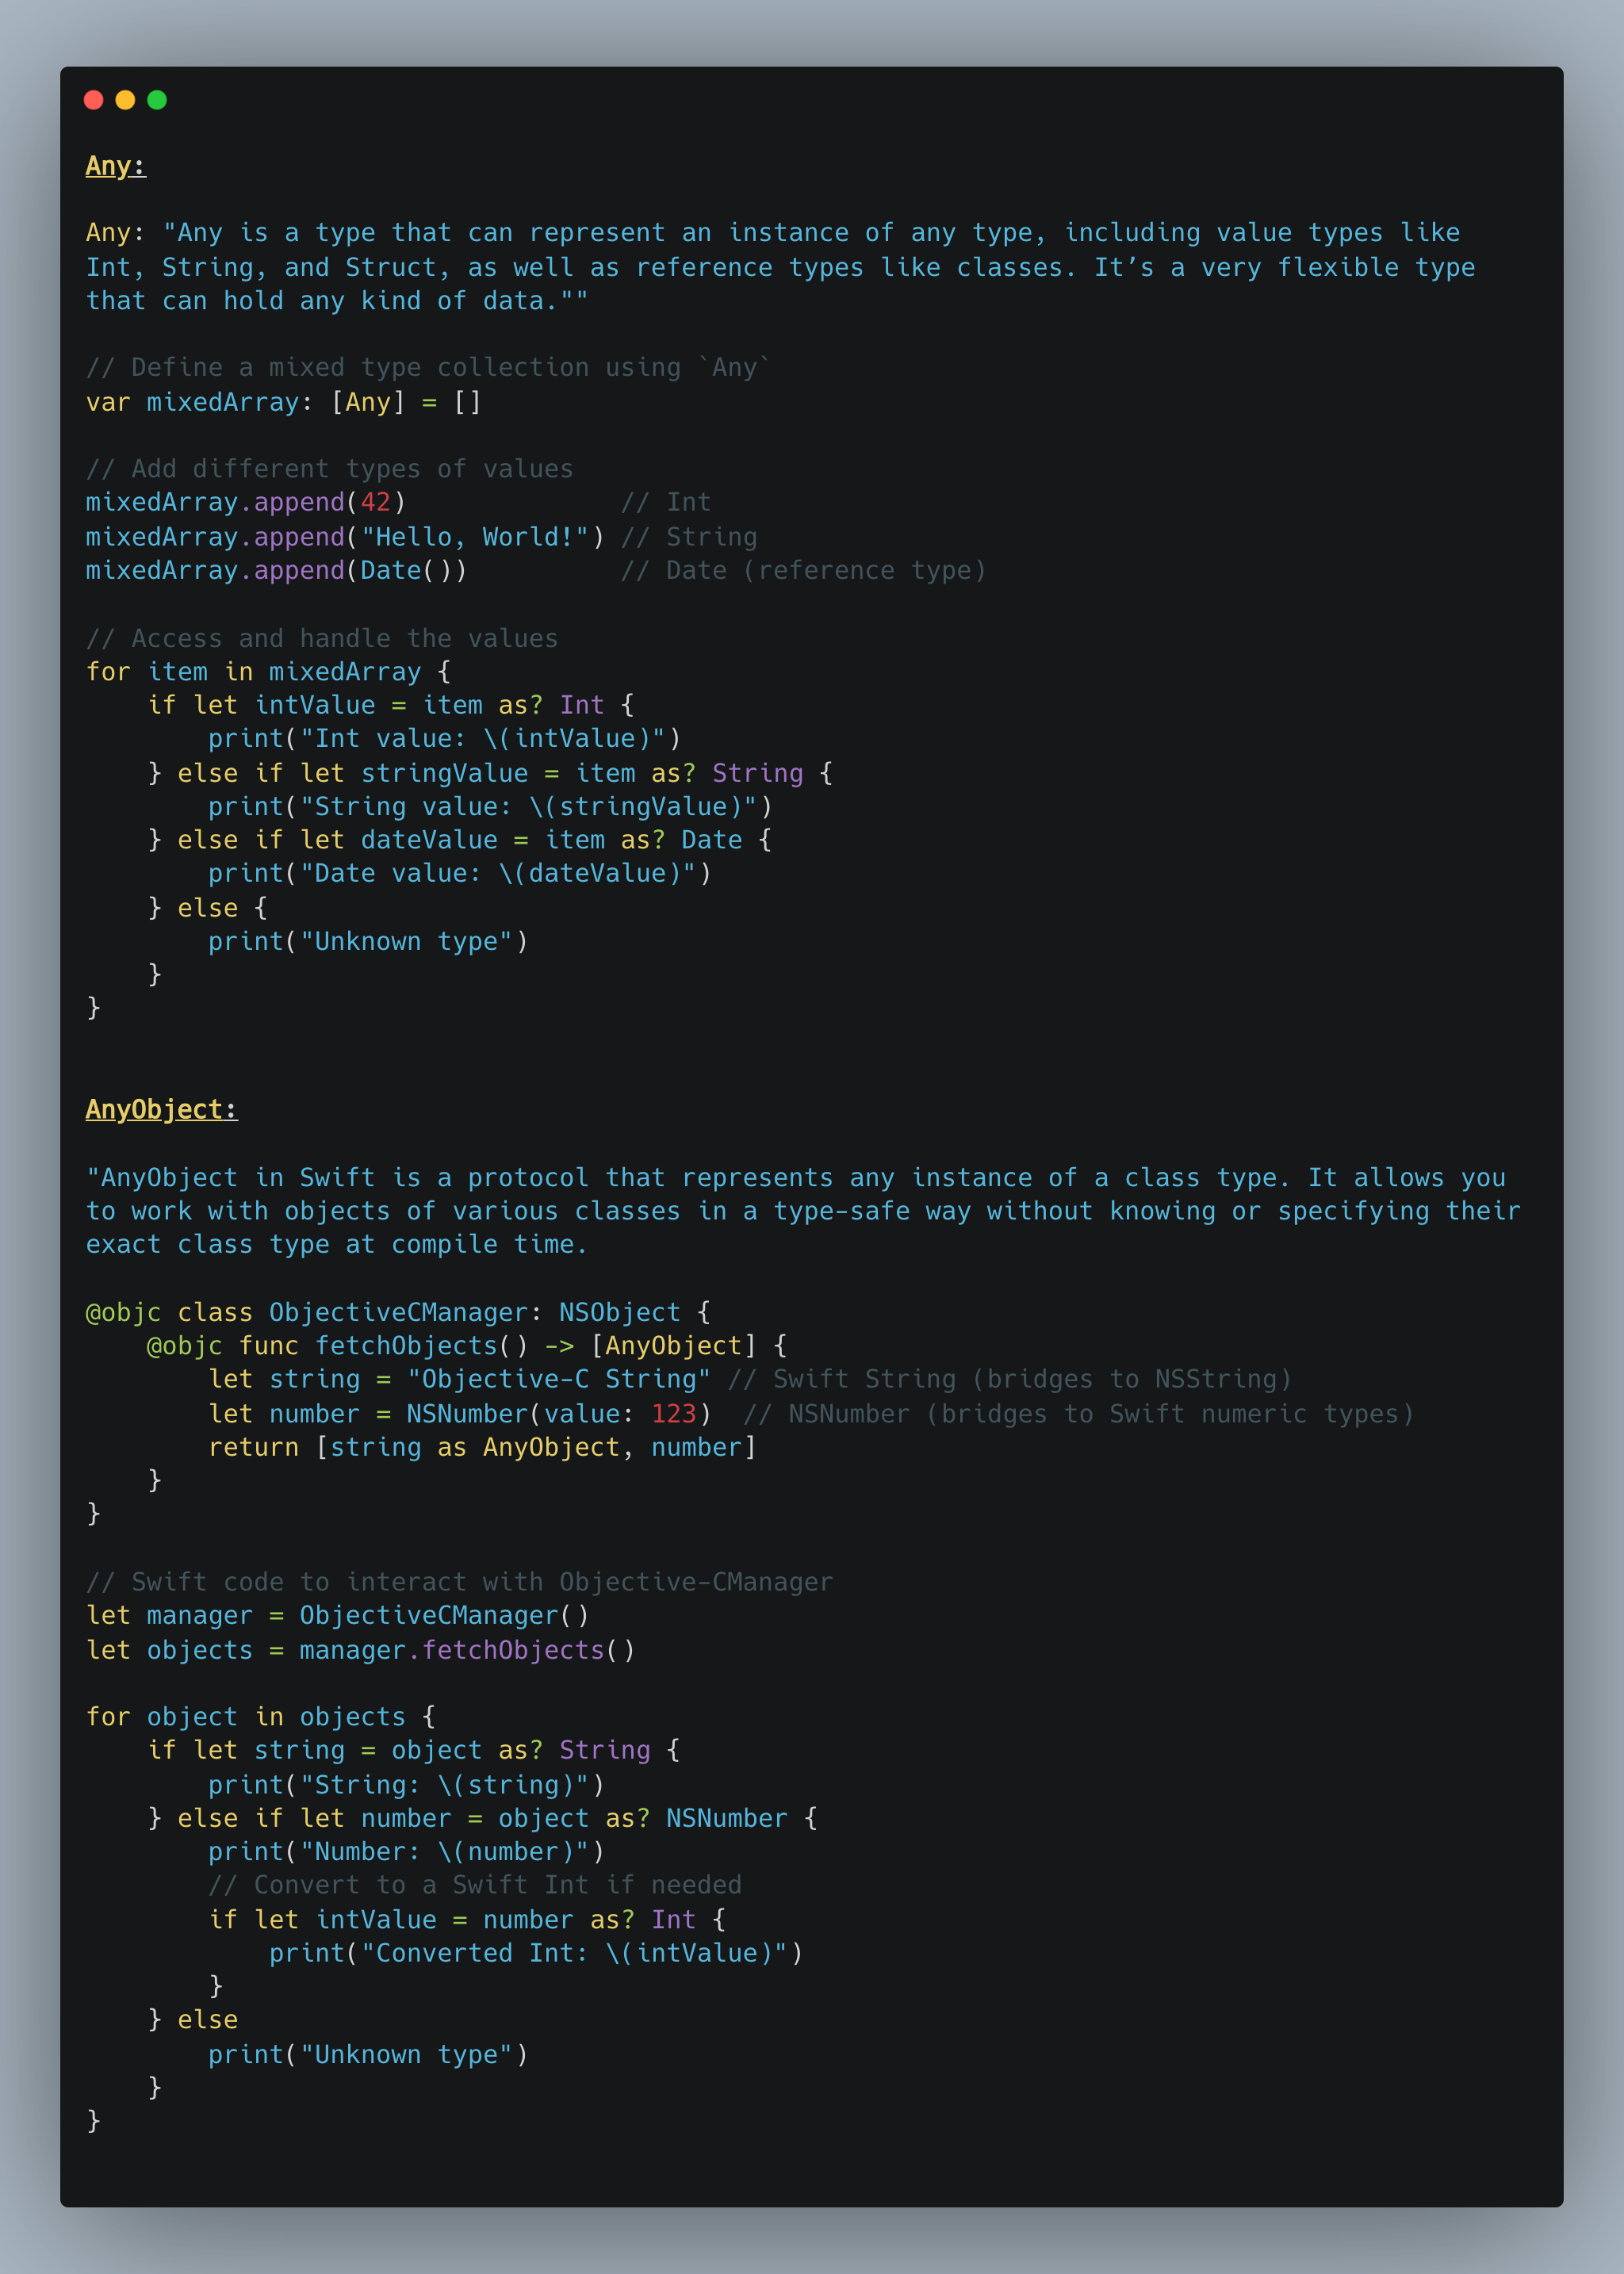 Any:
Any: "Any is a type that can represent an instance of any type, including value types like
Int, String, and Struct, as well as reference types like classes. It’s a very flexible type
that can hold any kind of data.""
// Define a mixed type collection using `Any`
var mixedArray: [Any] = []
// Add different types of values
mixedArray.append(42)              // Int
mixedArray.append("Hello, World!") // String
mixedArray.append(Date())          // Date (reference type)
// Access and handle the values
for item in mixedArray {
    if let intValue = item as? Int {
        print("Int value: \(intValue)")
    } else if let stringValue = item as? String {
        print("String value: \(stringValue)")
    } else if let dateValue = item as? Date {
        print("Date value: \(dateValue)")
    } else {
        print("Unknown type")
    }
}
AnyObject:
"AnyObject in Swift is a protocol that represents any instance of a class type. It allows you
to work with objects of various classes in a type-safe way without knowing or specifying their
exact class type at compile time.
@objc class ObjectiveCManager: NSObject {
    @objc func fetchObjects() -> [AnyObject] {
        let string = "Objective-C String" // Swift String (bridges to NSString)
        let number = NSNumber(value: 123)  // NSNumber (bridges to Swift numeric types)
        return [string as AnyObject, number]
    }
}
// Swift code to interact with Objective-CManager
let manager = ObjectiveCManager()
let objects = manager.fetchObjects()
for object in objects {
    if let string = object as? String {
        print("String: \(string)")
    } else if let number = object as? NSNumber {
        print("Number: \(number)")
        // Convert to a Swift Int if needed
        if let intValue = number as? Int {
            print("Converted Int: \(intValue)")
        }
    } else
        print("Unknown type")
    }
}